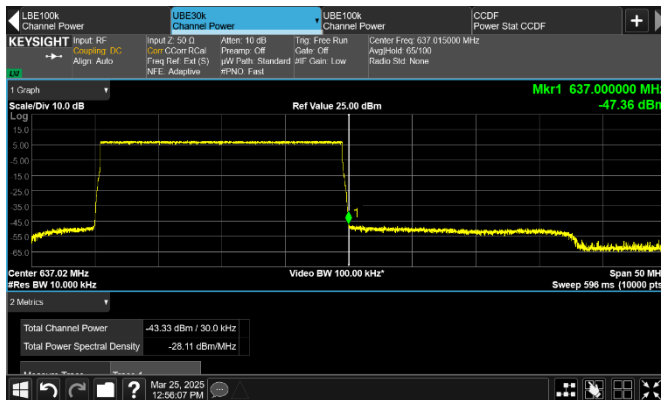 LBE100k
Channel Power
UBE30k
Channel Power
UBE100k
Channel Power
CCDF
Power Stat CCDF
KEYSIGHT
Input: RF
Coupling: DC
Align: Auto
Input Z: 50 Ω
Corr CCorr RCal
Freq Ref: Ext (S)
NFE: Adaptive
Atten: 10 dB
Preamp: Off
µW Path: Standard
#PNO: Fast
Trig: Free Run
Gate: Off
#IF Gain: Low
Center Freq: 637.015000 MHz
Avg|Hold: 65/100
Radio Std: None
1 Graph
Mkr1 637.000000 MHz
Scale/Div 10.0 dB
Ref Value 25.00 dBm
-47.36 dBm
Log
15.0
5.00
-5.00
-15.0
-25.0
-35.0
-45.0
-55.0
-65.0
1
Center 637.02 MHz
Video BW 100.00 kHz*
Span 50 MH
#Res BW 10.000 kHz
Sweep 596 ms (10000 pts
2 Metrics
Total Channel Power
-43.33 dBm / 30.0 kHz
Total Power Spectral Density
-28.11 dBm/MHz
Mar 25, 2025
12:56:07 PM